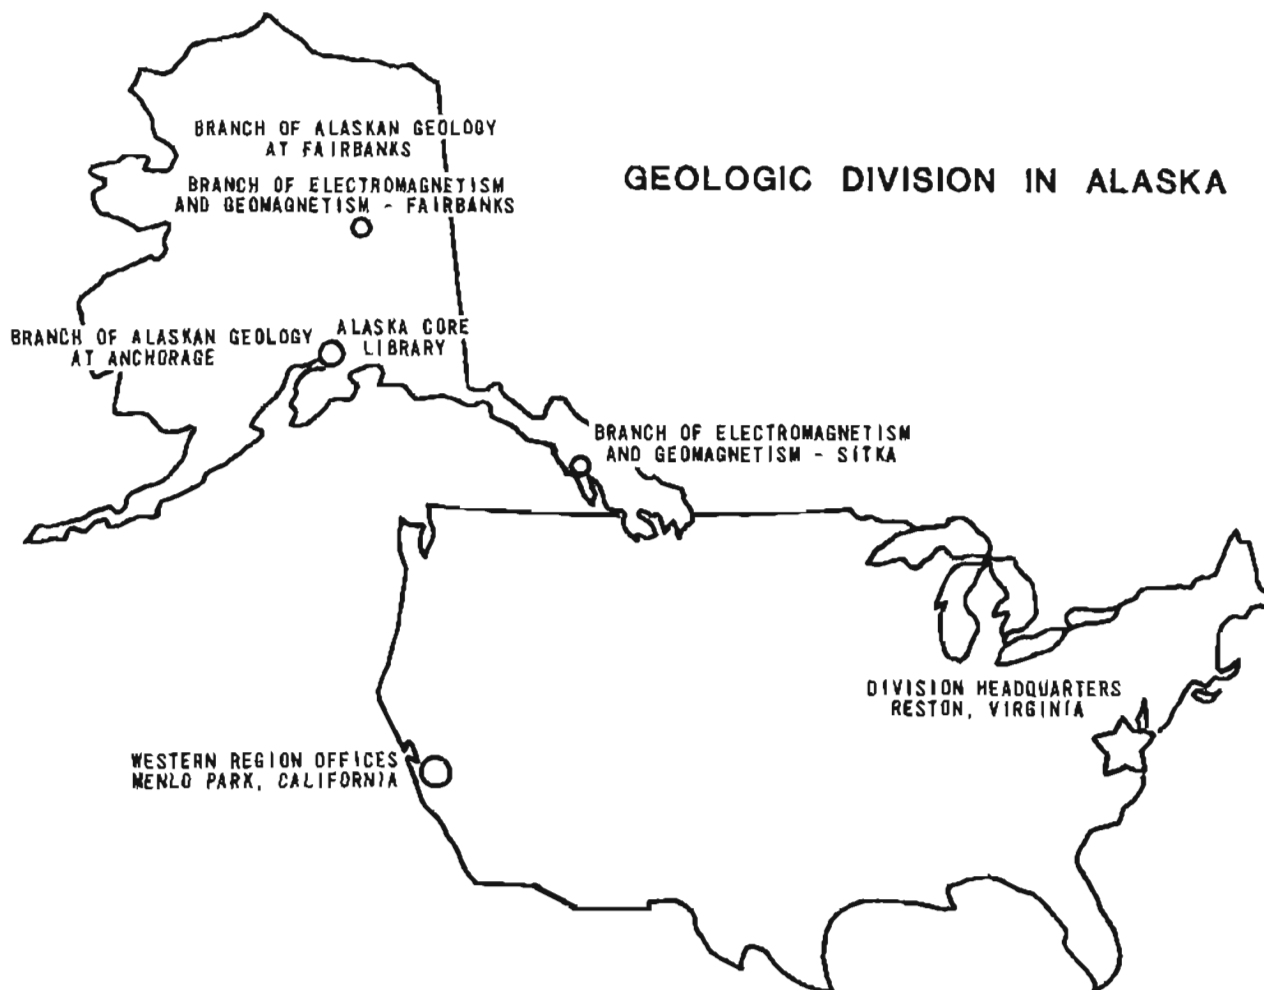 BRANCH OF ALASKAN GEOLOGY
AT FAIRBANKS
BRANCH OF ELECTROMAGNETISM
AND GEOMAGNETISM - FAIRBANKS
GEOLOGIC DIVISION IN ALASKA
BRANCH OF ALASKAN GEOLOGY
AT ANCHORAGE
ALASKA CORE
LIBRARY
BRANCH OF ELECTROMAGNETISM
AND GEOMAGNETISM - SITKA
DIVISION HEADQUARTERS
RESTON, VIRGINIA
WESTERN REGION OFFICES
MENLO PARK, CALIFORNIA